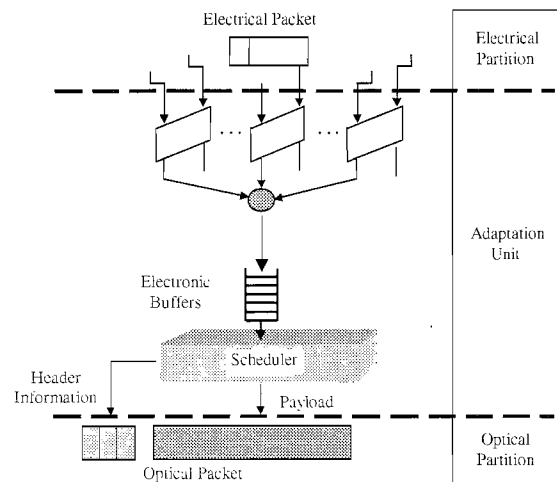 Electrical Packet
Electrical
Partition
Adaptation
Unit
Electronic
Buffers
Scheduler
Header
Information
Payload
Optical Packet
Optical
Partition